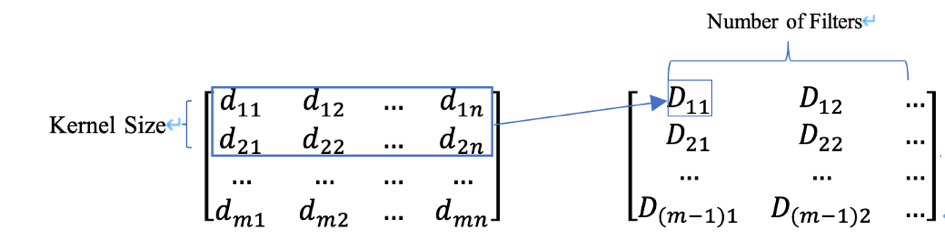 Number of Filters↵
Kernel Size↵
d₁₁ d₁₂ ... d₁ₙ
d₂₁ d₂₂ ... d₂ₙ
... ... ... ...
dₘ₁ dₘ₂ ... dₘₙ
D₁₁ D₁₂ ...
D₂₁ D₂₂ ...
... ... ...
D₍ₘ₋₁₎₁ D₍ₘ₋₁₎₂ ...